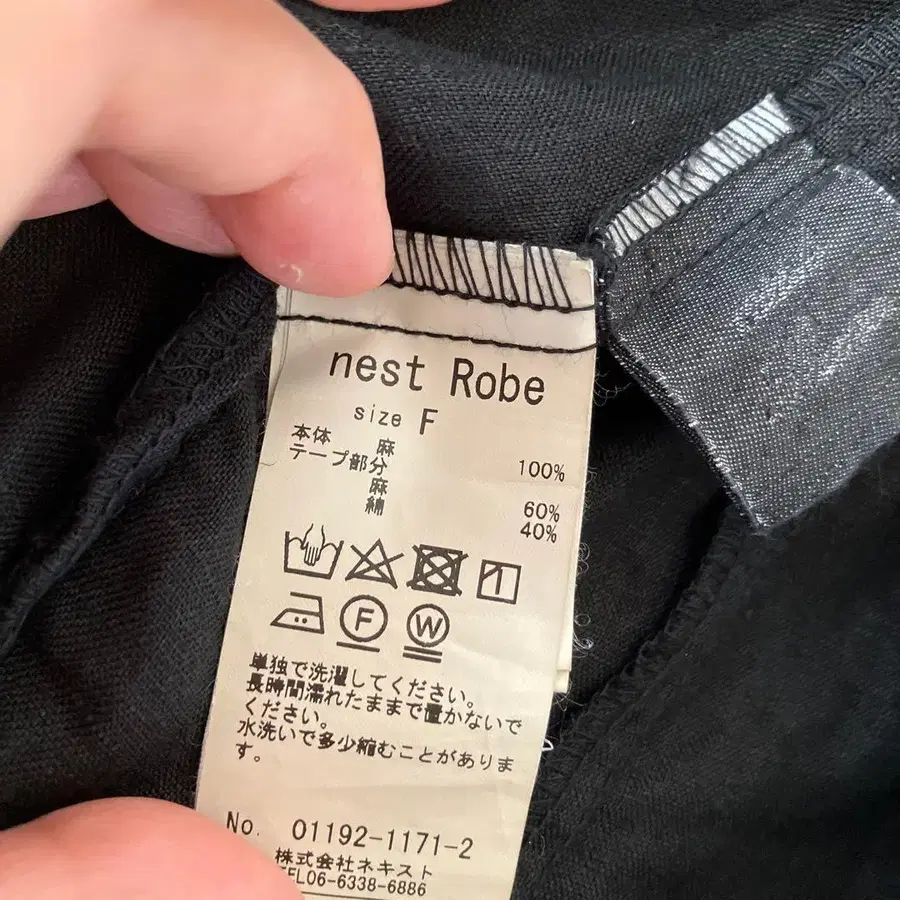 nest Robe
size F
本体 麻 100%
テープ部分
麻 60%
綿 40%
F W
単独で洗濯してください。
長時間濡れたままで置かないで
ください。
水洗いで多少縮むことがありま
す。
No. 01192-1171-2
株式会社ネキスト
TEL06-6338-6886